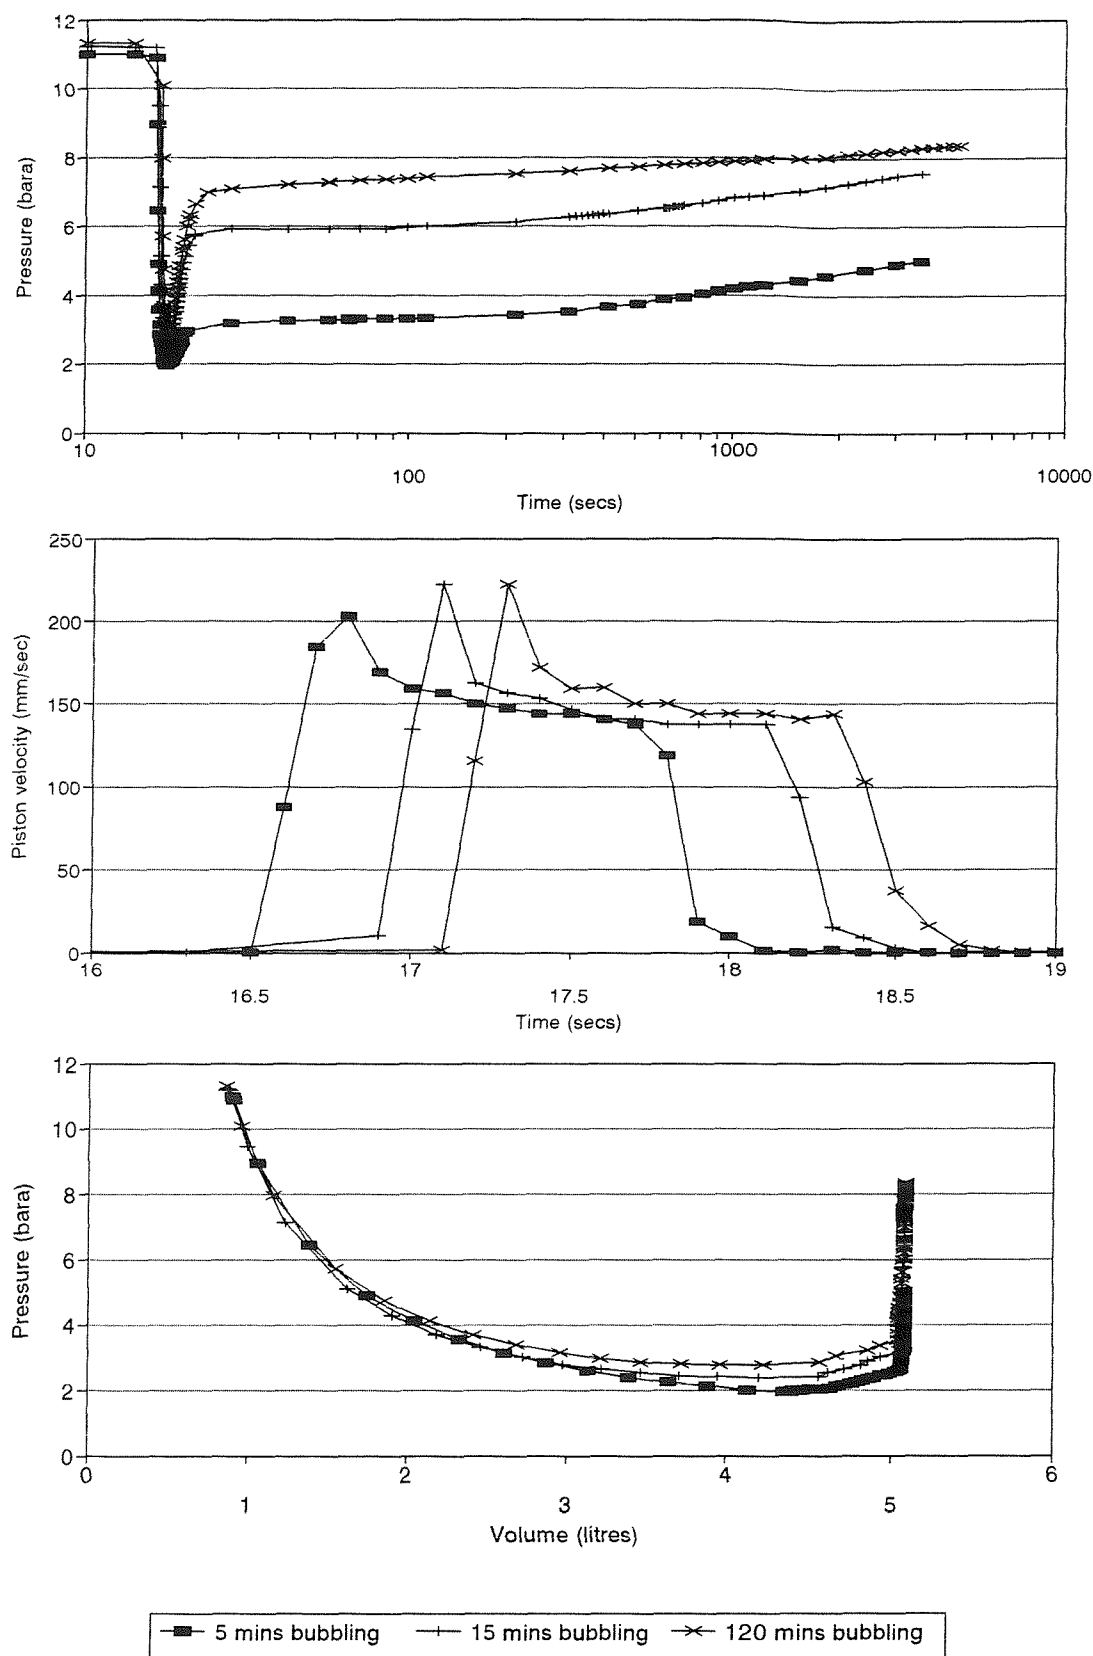 12
10
8
6
4
2
0
Pressure (bara)
10 1000
100 10000
Time (secs)
250
200
150
100
50
0
Piston velocity (mm/sec)
16 17 18 19
16.5 17.5 18.5
Time (secs)
12
10
8
6
4
2
0
Pressure (bara)
0 2 4 6
1 3 5
Volume (litres)
5 mins bubbling 15 mins bubbling 120 mins bubbling